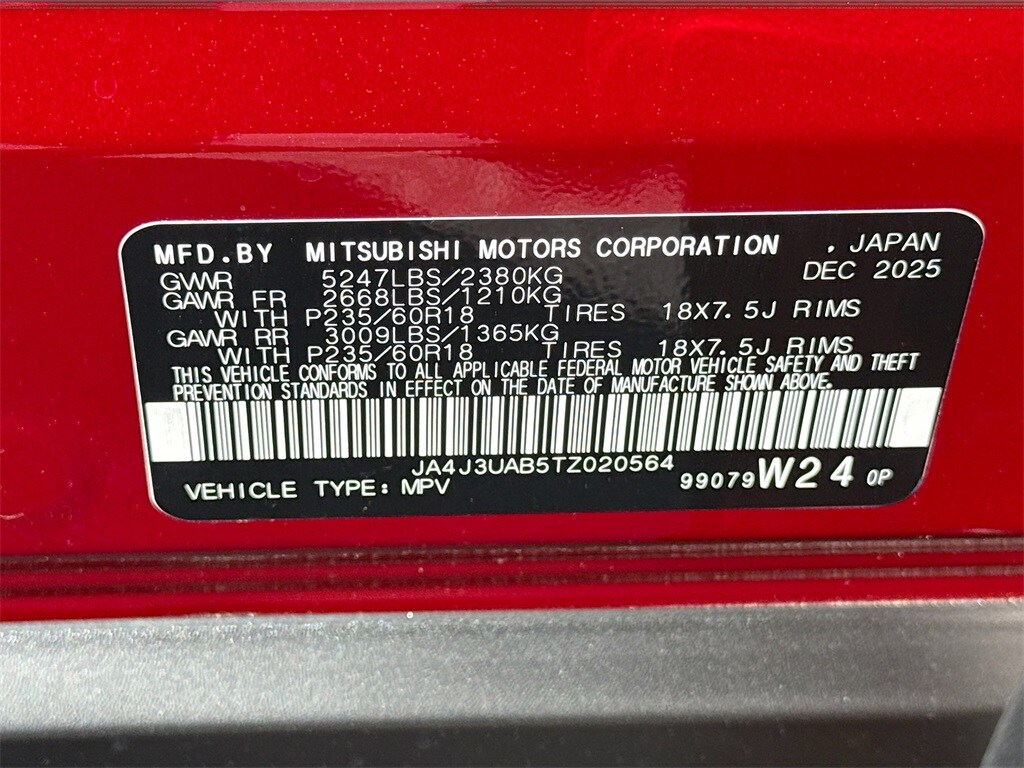 MFD.BY MITSUBISHI MOTORS CORPORATION , JAPAN
GVWR 5247LBS/2380KG DEC 2025
GAWR FR 2668LBS/1210KG
WITH P235/60R18 TIRES 18X7.5J RIMS
GAWR RR 3009LBS/1365KG
WITH P235/60R18 TIRES 18X7.5J RIMS
THIS VEHICLE CONFORMS TO ALL APPLICABLE FEDERAL MOTOR VEHICLE SAFETY AND THEFT
PREVENTION STANDARDS IN EFFECT ON THE DATE OF MANUFACTURE SHOWN ABOVE.
JA4J3UAB5TZ020564
VEHICLE TYPE: MPV 99079 W24 0P